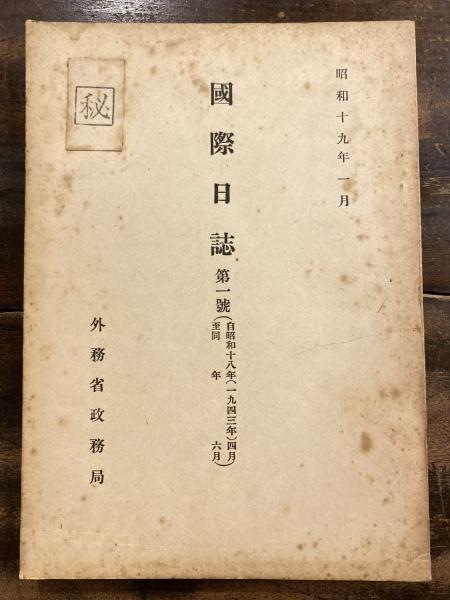 昭和十九年一月
國際日誌 第一號(自昭和十八年(一九四三年)四月
至同年六月)
外務省政務局
秘